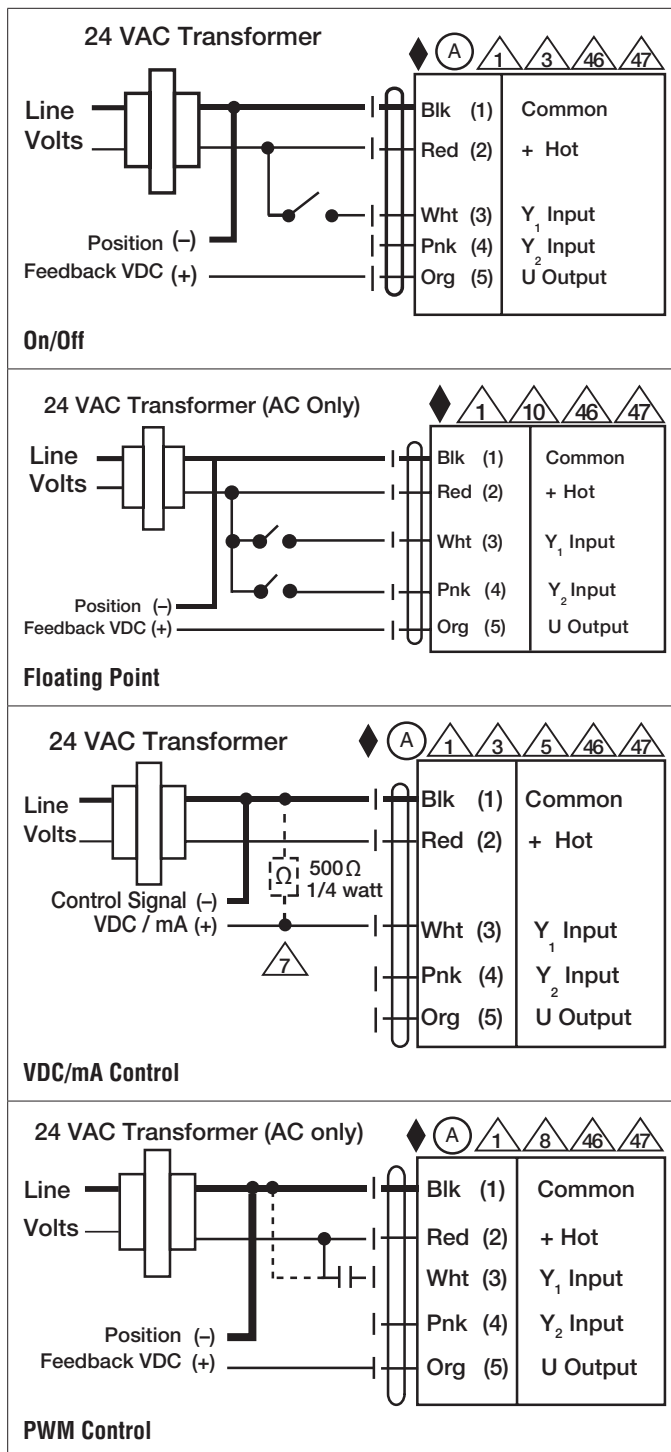 24 VAC Transformer
A 1 3 46 47
Line Volts
Blk (1) Common
Red (2) + Hot
Wht (3) Y1 Input
Position (–)
Pnk (4) Y2 Input
Feedback VDC (+)
Org (5) U Output
On/Off
24 VAC Transformer (AC Only)
1 10 46 47
Line Volts
Blk (1) Common
Red (2) + Hot
Wht (3) Y1 Input
Pnk (4) Y2 Input
Position (–)
Feedback VDC (+)
Org (5) U Output
Floating Point
24 VAC Transformer
A 1 3 5 46 47
Line
Volts
Blk (1) Common
Red (2) + Hot
Ω 500Ω
1/4 watt
Control Signal (–)
VDC / mA (+)
7
Wht (3) Y1 Input
Pnk (4) Y2 Input
Org (5) U Output
VDC/mA Control
24 VAC Transformer (AC only)
A 1 8 46 47
Line
Volts
Blk (1) Common
Red (2) + Hot
Wht (3) Y1 Input
Pnk (4) Y2 Input
Position (–)
Feedback VDC (+)
Org (5) U Output
PWM Control